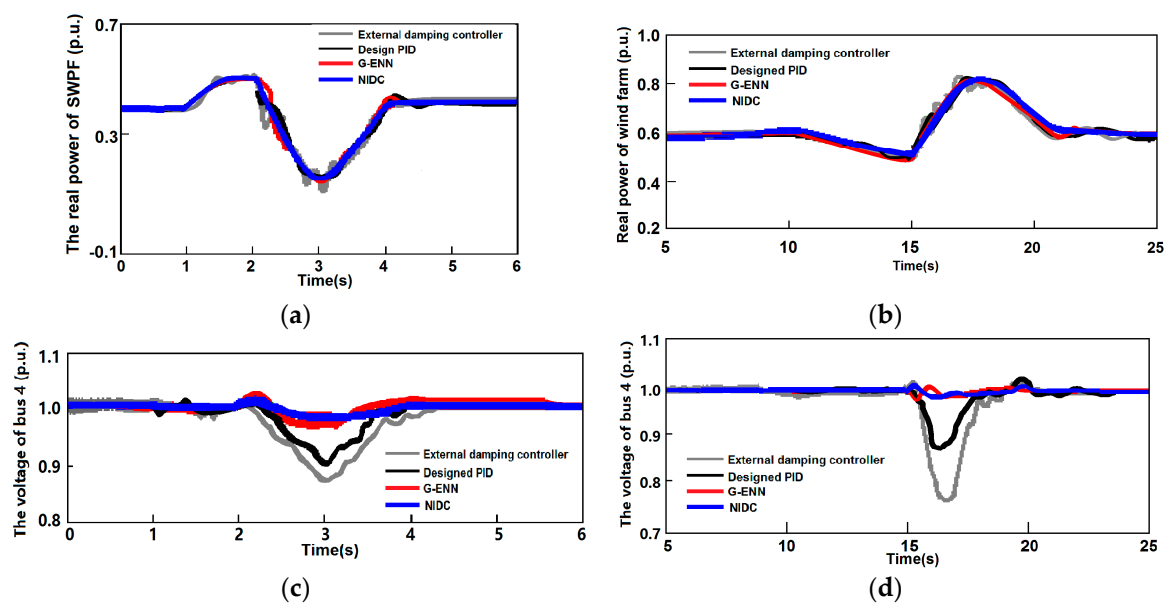 The real power of SWPF (p.u.)
0.7
0.3
-0.1
External damping controller
Design PID
G-ENN
NIDC
0 1 2 3 4 5 6
Time(s)
(a)
Real power of wind farm (p.u.)
1.0
0.8
0.6
0.4
0.2
External damping controller
Designed PID
G-ENN
NIDC
5 10 15 20 25
Time(s)
(b)
The voltage of bus 4 (p.u.)
1.1
1.0
0.9
0.8
External damping controller
Designed PID
G-ENN
NIDC
0 1 2 3 4 5 6
Time(s)
(c)
The voltage of bus 4 (p.u.)
1.1
1.0
0.9
0.8
0.7
External damping controller
Designed PID
G-ENN
NIDC
5 10 15 20 25
Time(s)
(d)